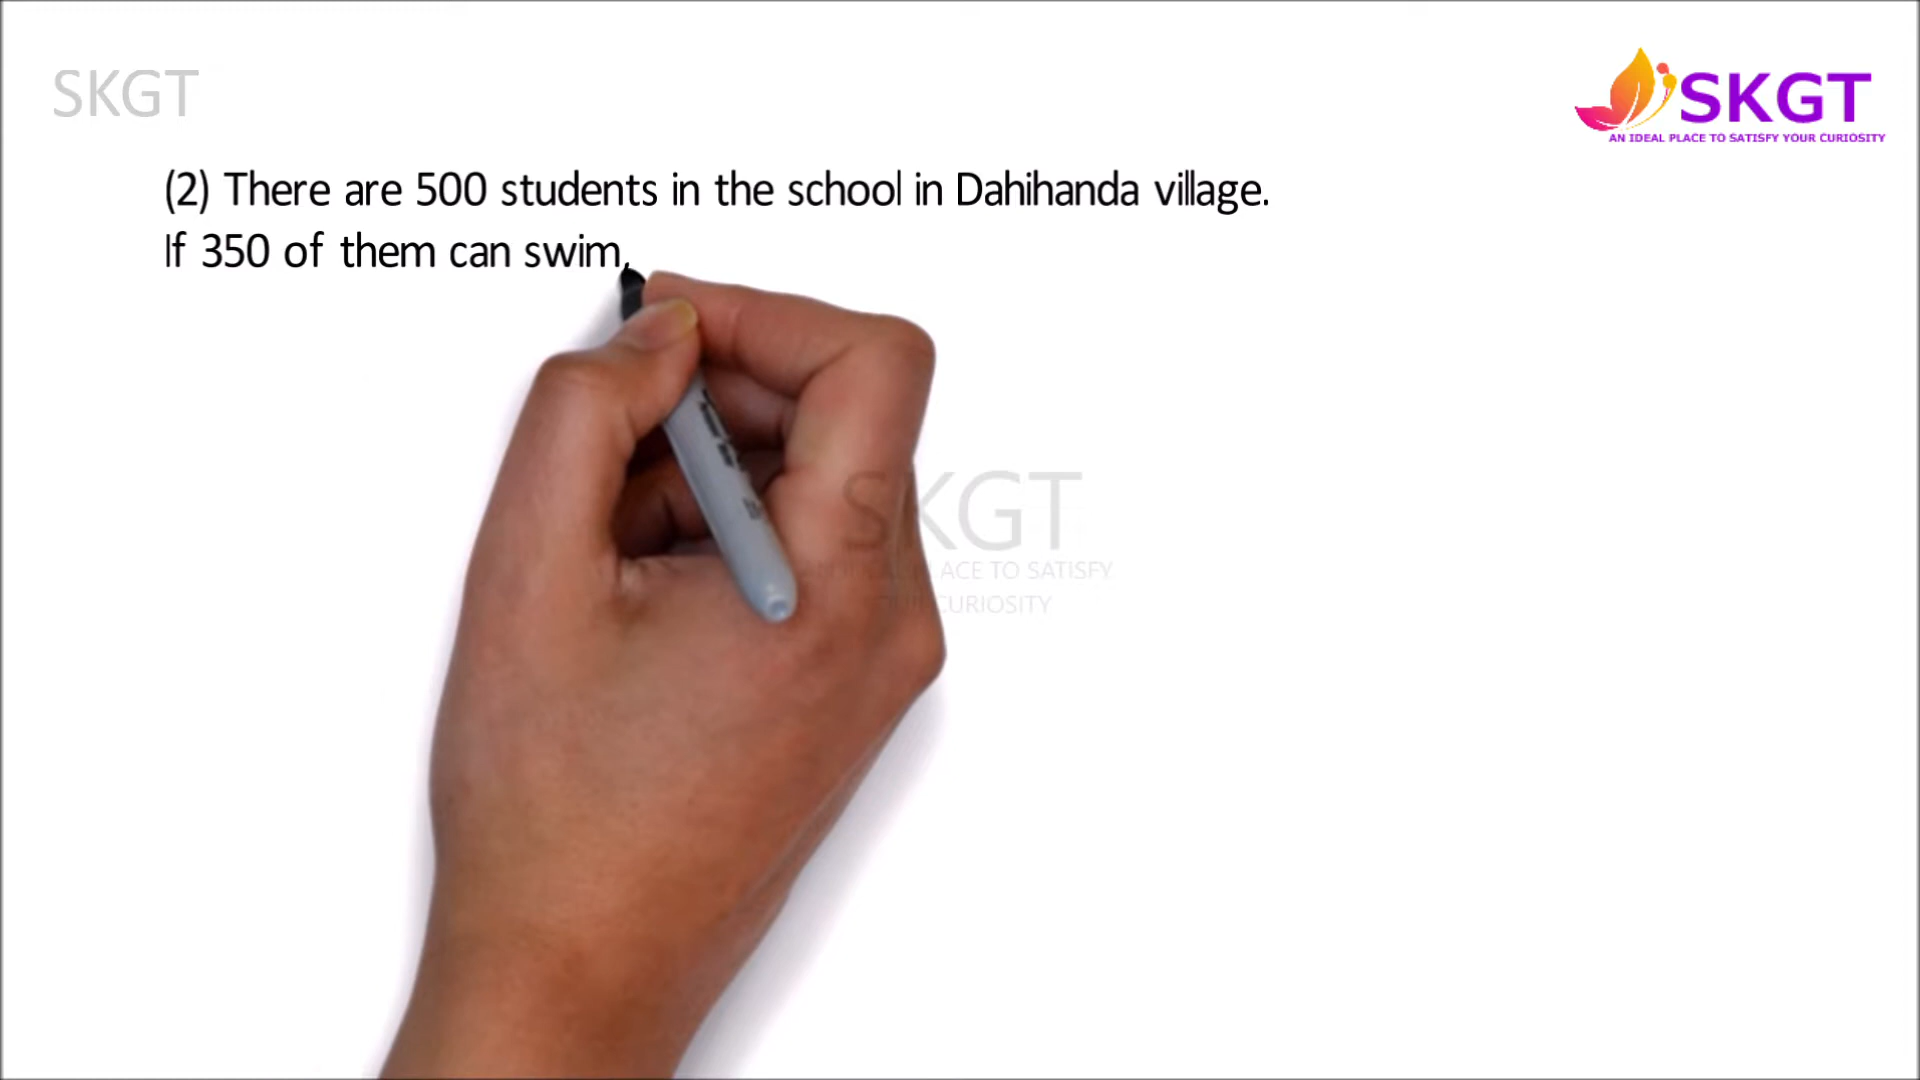 SKGT
SKGT
AN IDEAL PLACE TO SATISFY YOUR CURIOSITY
(2) There are 500 students in the school in Dahihanda village.
If 350 of them can swim,
SKGT
ACE TO SATISFY
CURIOSITY